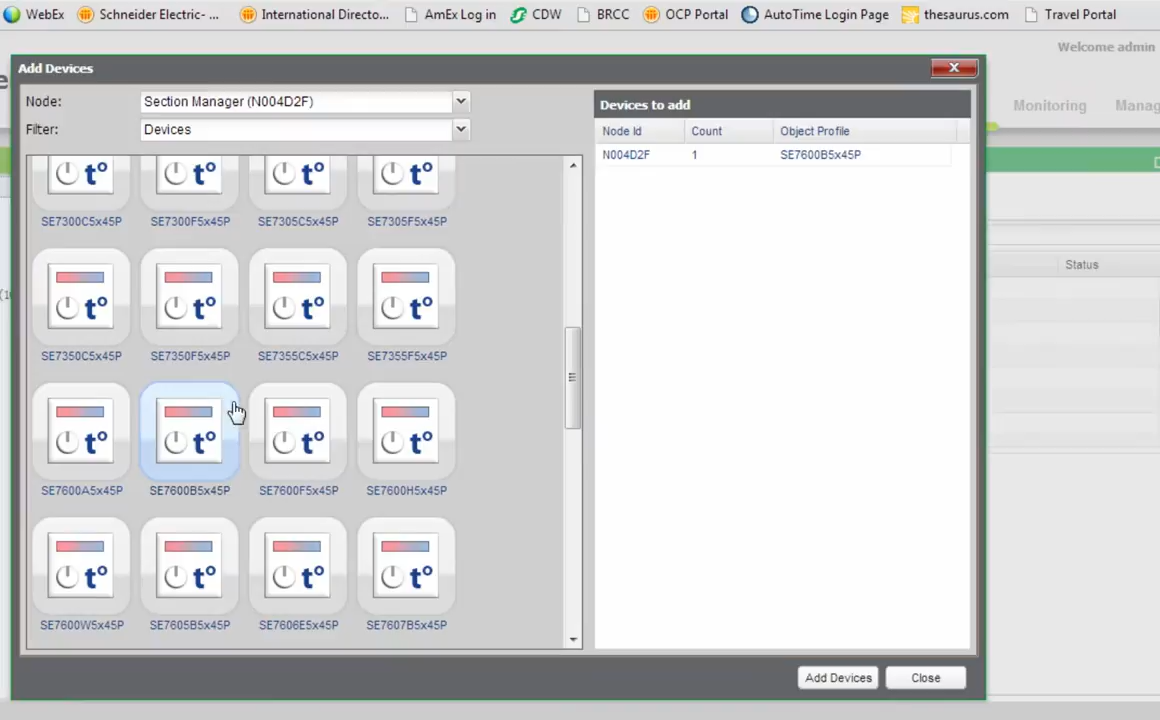 WebEx Schneider Electric- ... International Directo... AmEx Log in CDW BRCC OCP Portal AutoTime Login Page thesaurus.com Travel Portal
Welcome admin
Add Devices
Node: Section Manager (N004D2F)
Filter: Devices
Monitoring Manag
Devices to add
Node Id Count Object Profile
N004D2F 1 SE7600B5x45P
Status
t° t° t° t°
SE7300C5x45P SE7300F5x45P SE7305C5x45P SE7305F5x45P
t° t° t° t°
SE7350C5x45P SE7350F5x45P SE7355C5x45P SE7355F5x45P
t° t° t° t°
SE7600A5x45P SE7600B5x45P SE7600F5x45P SE7600H5x45P
t° t° t° t°
SE7600W5x45P SE7605B5x45P SE7606E5x45P SE7607B5x45P
Add Devices Close